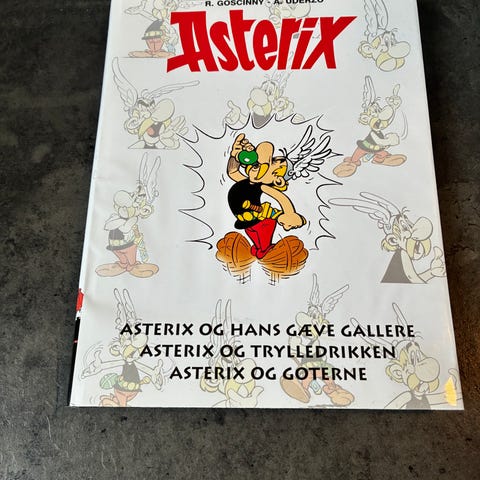 R. GOSCINNY - A. UDERZO
Asterix
ASTERIX OG HANS GÆVE GALLERE
ASTERIX OG TRYLLEDRIKKEN
ASTERIX OG GOTERNE